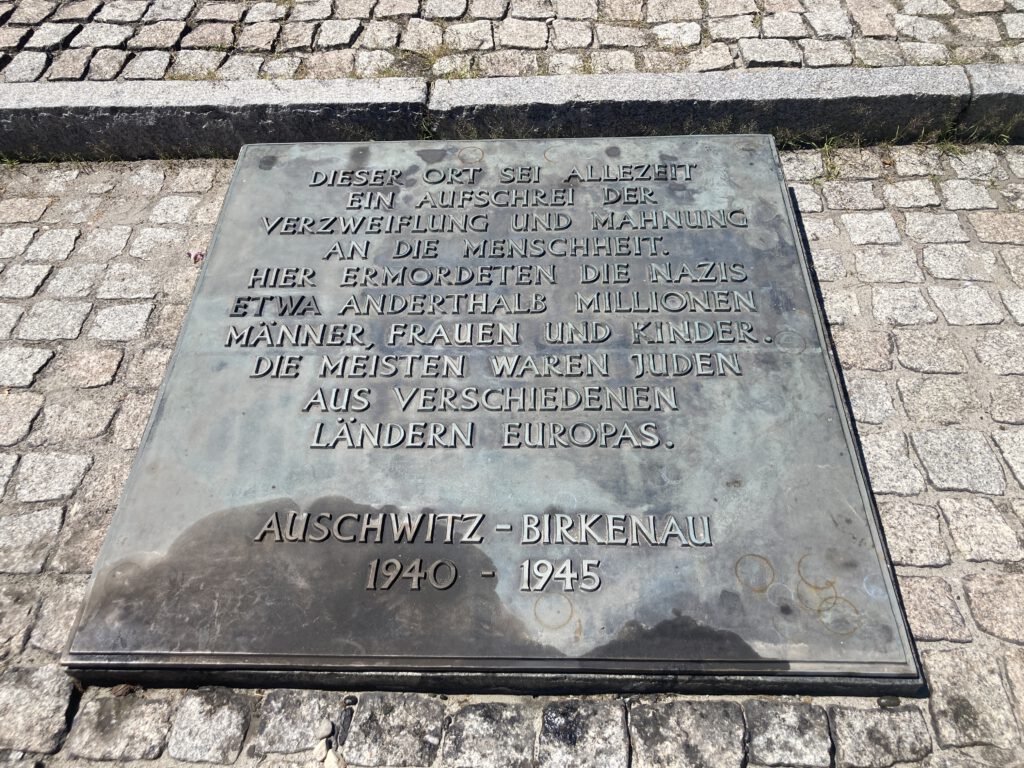 DIESER ORT SEI ALLEZEIT
EIN AUFSCHREI DER
VERZWEIFLUNG UND MAHNUNG
AN DIE MENSCHHEIT.
HIER ERMORDETEN DIE NAZIS
ETWA ANDERTHALB MILLIONEN
MÄNNER, FRAUEN UND KINDER.
DIE MEISTEN WAREN JUDEN
AUS VERSCHIEDENEN
LÄNDERN EUROPAS.
AUSCHWITZ - BIRKENAU
1940 - 1945